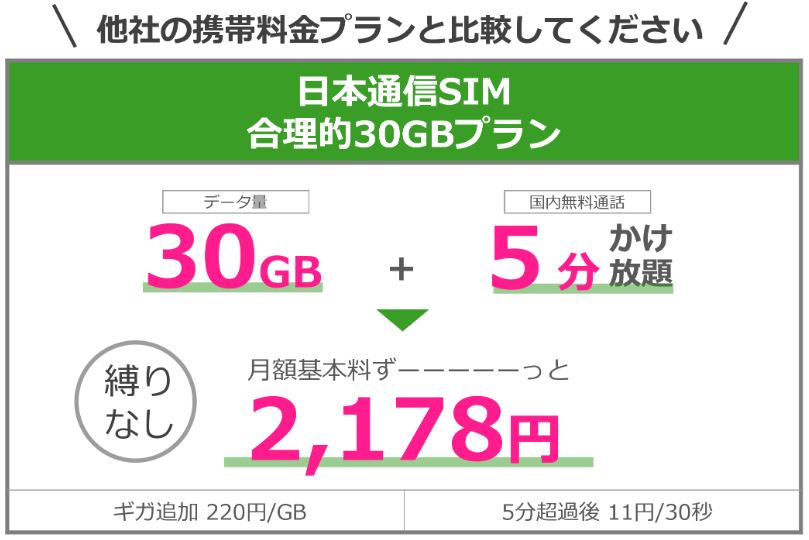 他社の携帯料金プランと比較してください
日本通信SIM
合理的30GBプラン
データ量
30GB
+
国内無料通話
5分かけ放題
縛りなし
月額基本料ずーーーーーっと
2,178円
ギガ追加 220円/GB
5分超過後 11円/30秒